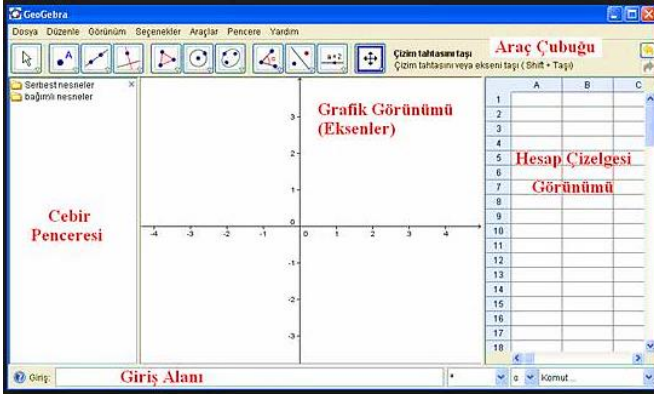 GeoGebra
Dosya Düzenle Görünüm Seçenekler Araçlar Pencere Yardım
A
a=2
Çizim tahtasını taşı
Çizim tahtasını veya ekseni taşı (Shift + Taşı)
Araç Çubuğu
Serbest nesneler
bağımlı nesneler
Cebir
Penceresi
Grafik Görünümü
(Eksenler)
3
2
1
0
-4 -3 -2 -1 0 1 2 3 4
-1
-2
-3
A B C
1
2
3
4
5
6
7
8
9
10
11
12
13
14
15
16
17
18
Hesap Çizelgesi
Görünümü
Giriş:
Giriş Alanı
* α Komut ...